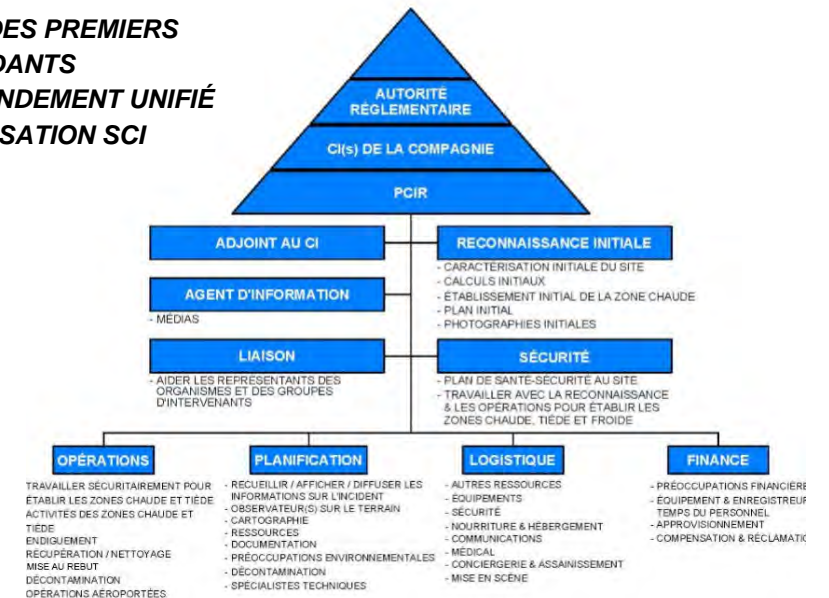 DES PREMIERS
DANTS
NDEMENT UNIFIÉ
SATION SCI
AUTORITÉ
RÉGLEMENTAIRE
CI(s) DE LA COMPAGNIE
PCIR
ADJOINT AU CI
RECONNAISSANCE INITIALE
- CARACTÉRISATION INITIALE DU SITE
- CALCULS INITIAUX
- ÉTABLISSEMENT INITIAL DE LA ZONE CHAUDE
- PLAN INITIAL
- PHOTOGRAPHIES INITIALES
AGENT D'INFORMATION
- MÉDIAS
LIAISON
- AIDER LES REPRÉSENTANTS DES
ORGANISMES ET DES GROUPES
D'INTERVENANTS
SÉCURITÉ
- PLAN DE SANTÉ-SÉCURITÉ AU SITE
- TRAVAILLER AVEC LA RECONNAISSANCE
& LES OPÉRATIONS POUR ÉTABLIR LES
ZONES CHAUDE, TIÈDE ET FROIDE
OPÉRATIONS
TRAVAILLER SÉCURITAIREMENT POUR
ÉTABLIR LES ZONES CHAUDE ET TIÈDE
ACTIVITÉS DES ZONES CHAUDE ET
TIÈDE
ENDIGUEMENT
RÉCUPÉRATION / NETTOYAGE
MISE AU REBUT
DÉCONTAMINATION
OPÉRATIONS AÉROPORTÉES
PLANIFICATION
- RECUEILLIR / AFFICHER / DIFFUSER LES
INFORMATIONS SUR L'INCIDENT
- OBSERVATEUR(S) SUR LE TERRAIN
- CARTOGRAPHIE
- RESSOURCES
- DOCUMENTATION
- PRÉOCCUPATIONS ENVIRONNEMENTALES
- DÉCONTAMINATION
- SPÉCIALISTES TECHNIQUES
LOGISTIQUE
- AUTRES RESSOURCES
- ÉQUIPEMENTS
- SÉCURITÉ
- NOURRITURE & HÉBERGEMENT
- COMMUNICATIONS
- MÉDICAL
- CONCIERGERIE & ASSAINISSEMENT
- MISE EN SCÈNE
FINANCE
- PRÉOCCUPATIONS FINANCIÈRE
- ÉQUIPEMENT & ENREGISTREUR
TEMPS DU PERSONNEL
- APPROVISIONNEMENT
- COMPENSATION & RÉCLAMATIO